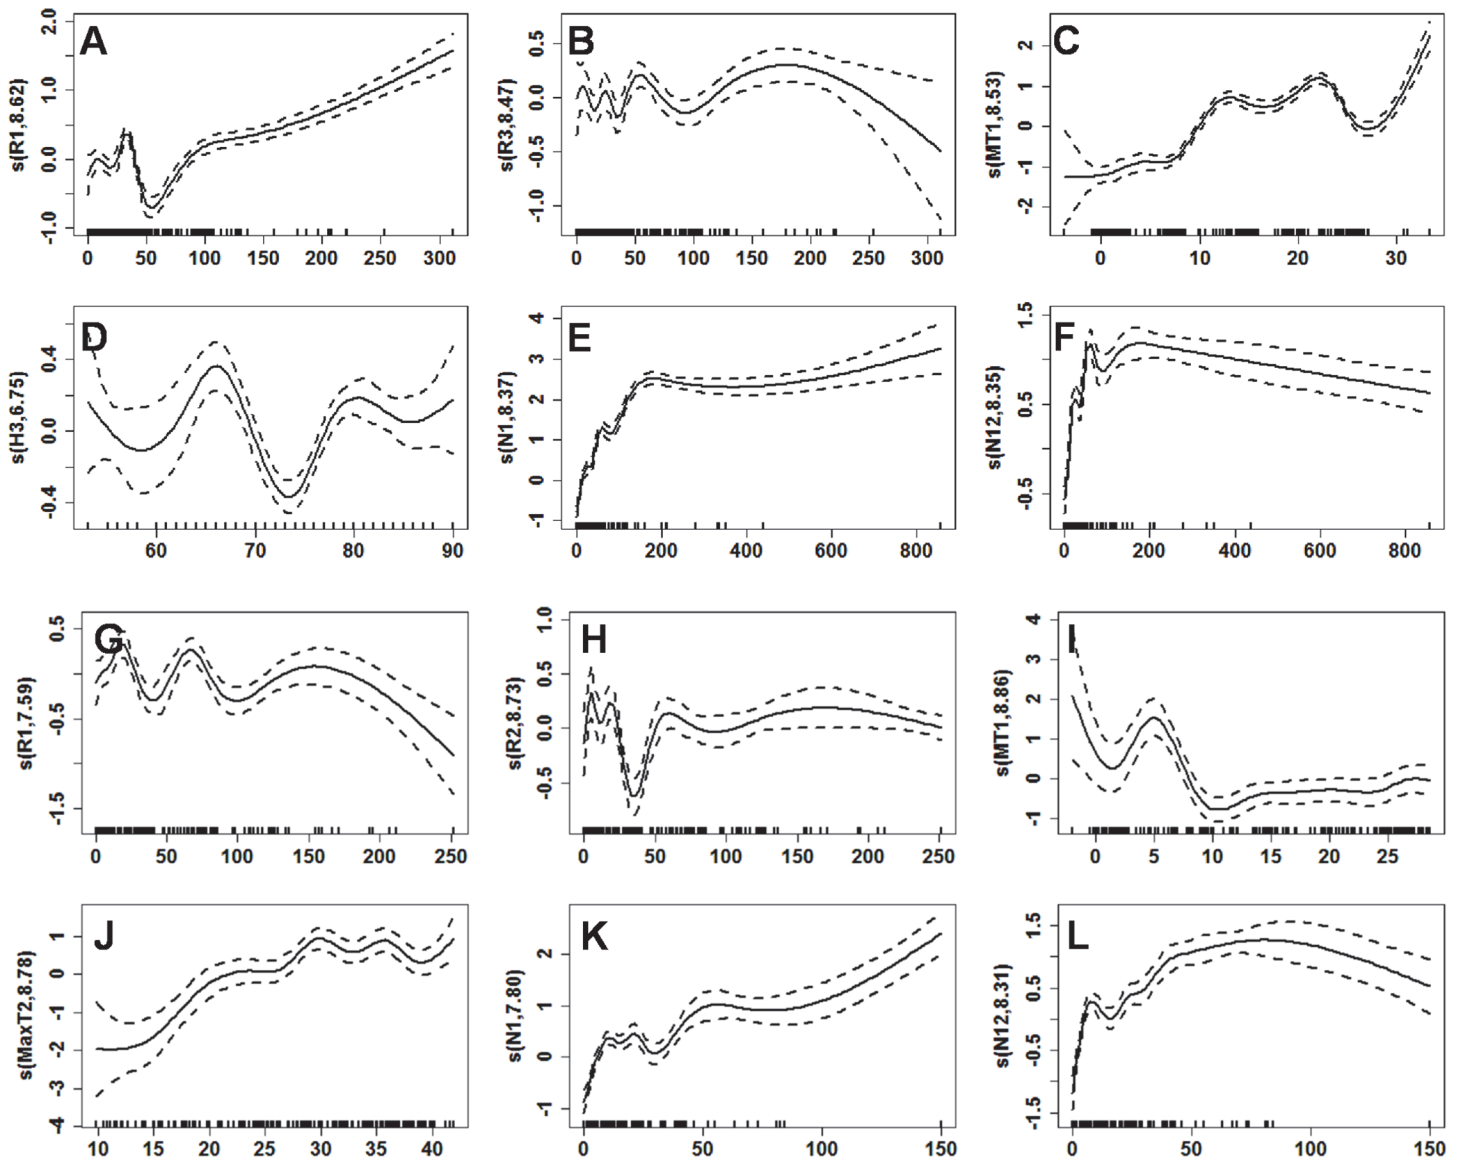 A
s(R1,8.62)
2.0
1.0
0.0
-1.0
0 50 100 150 200 250 300
B
s(R3,8.47)
0.5
0.0
-0.5
-1.0
0 50 100 150 200 250 300
C
s(MT1,8.53)
2
1
0
-1
-2
0 10 20 30
D
s(H3,6.75)
0.4
0.0
-0.4
60 70 80 90
E
s(N1,8.37)
4
3
2
1
0
-1
0 200 400 600 800
F
s(N12,8.35)
1.5
0.5
-0.5
0 200 400 600 800
G
s(R1,7.59)
0.5
-0.5
-1.5
0 50 100 150 200 250
H
s(R2,8.73)
1.0
0.5
0.0
-0.5
0 50 100 150 200 250
I
s(MT1,8.86)
4
3
2
1
0
-1
0 5 10 15 20 25
J
s(MaxT2,8.78)
1
0
-1
-2
-3
-4
10 15 20 25 30 35 40
K
s(N1,7.80)
2
1
0
-1
0 50 100 150
L
s(N12,8.31)
1.5
0.5
-0.5
-1.5
0 50 100 150